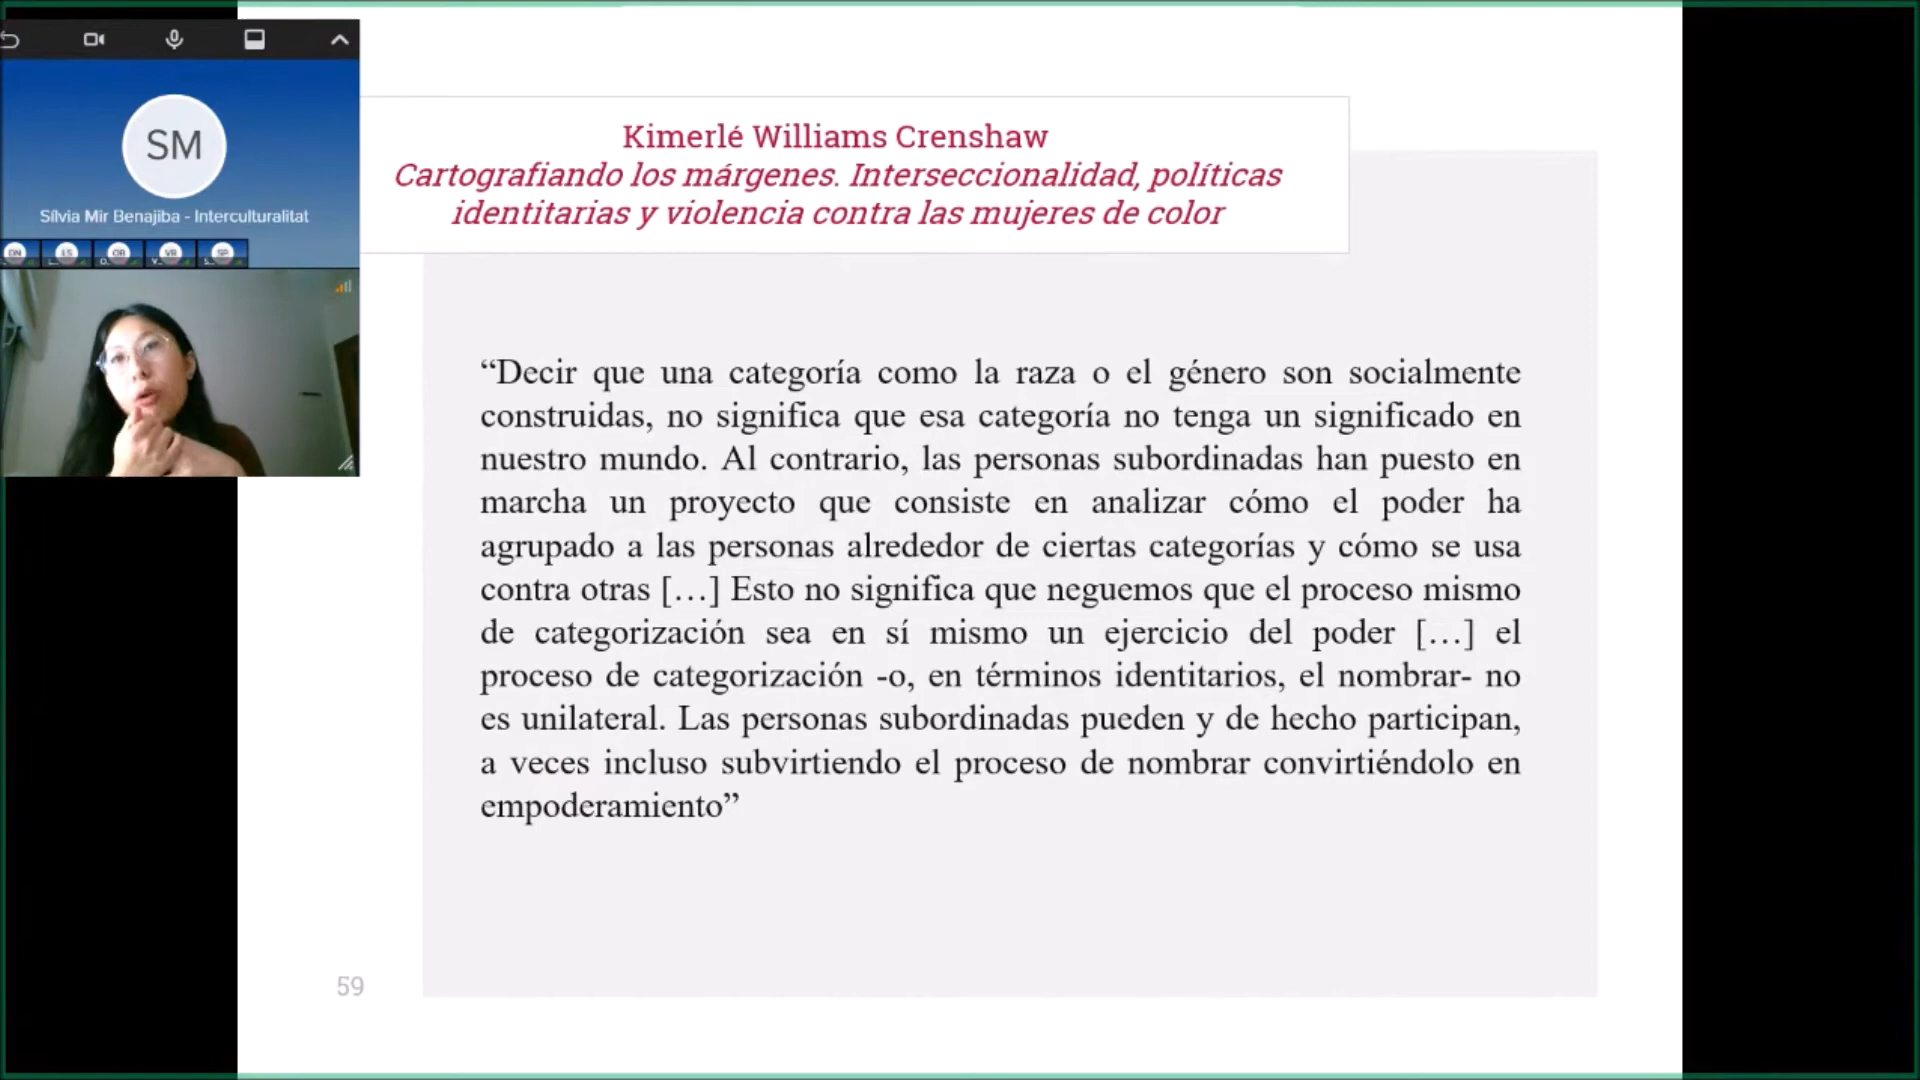 SM
Sílvia Mir Benajiba - Interculturalitat
DN
LS
OR
VR
SP
Kimerlé Williams Crenshaw
Cartografiando los márgenes. Interseccionalidad, políticas
identitarias y violencia contra las mujeres de color
“Decir que una categoría como la raza o el género son socialmente
construidas, no significa que esa categoría no tenga un significado en
nuestro mundo. Al contrario, las personas subordinadas han puesto en
marcha un proyecto que consiste en analizar cómo el poder ha
agrupado a las personas alrededor de ciertas categorías y cómo se usa
contra otras […] Esto no significa que neguemos que el proceso mismo
de categorización sea en sí mismo un ejercicio del poder […] el
proceso de categorización -o, en términos identitarios, el nombrar- no
es unilateral. Las personas subordinadas pueden y de hecho participan,
a veces incluso subvirtiendo el proceso de nombrar convirtiéndolo en
empoderamiento”
59